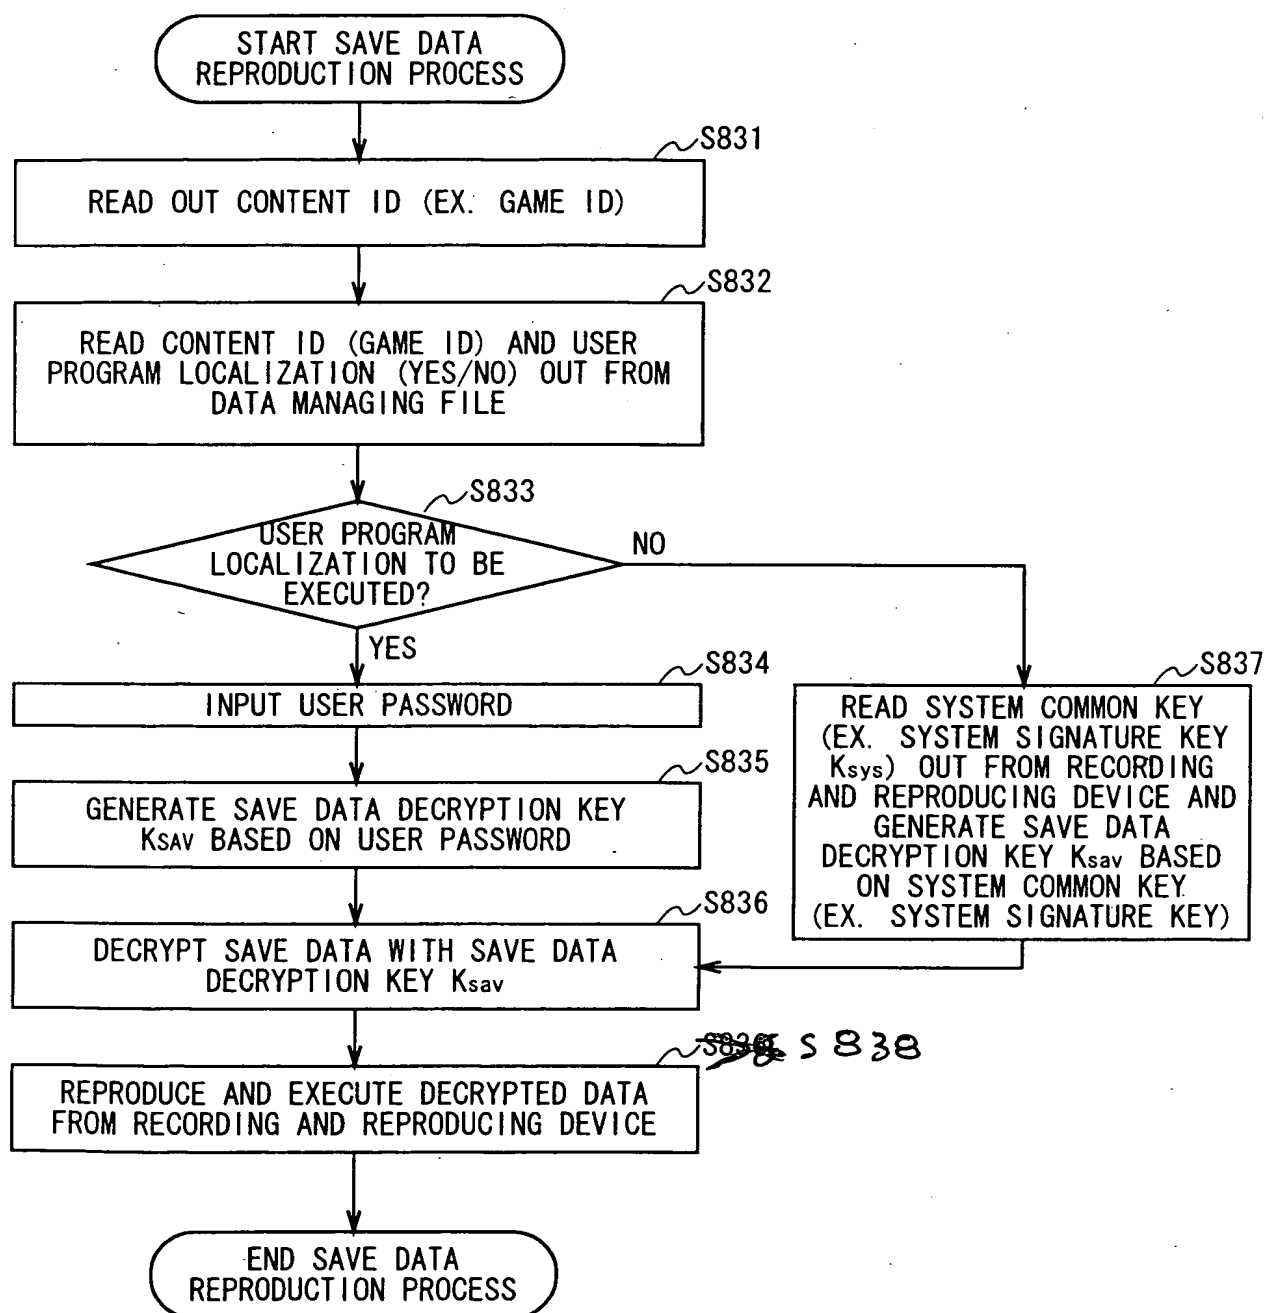 START SAVE DATA
REPRODUCTION PROCESS
S831
READ OUT CONTENT ID (EX. GAME ID)
S832
READ CONTENT ID (GAME ID) AND USER
PROGRAM LOCALIZATION (YES/NO) OUT FROM
DATA MANAGING FILE
S833
USER PROGRAM
LOCALIZATION TO BE
EXECUTED?
NO
YES
S834
INPUT USER PASSWORD
S837
READ SYSTEM COMMON KEY
(EX. SYSTEM SIGNATURE KEY
Ksys) OUT FROM RECORDING
AND REPRODUCING DEVICE AND
GENERATE SAVE DATA
DECRYPTION KEY Ksav BASED
ON SYSTEM COMMON KEY
(EX. SYSTEM SIGNATURE KEY)
S835
GENERATE SAVE DATA DECRYPTION KEY
KSAV BASED ON USER PASSWORD
S836
DECRYPT SAVE DATA WITH SAVE DATA
DECRYPTION KEY Ksav
S838
REPRODUCE AND EXECUTE DECRYPTED DATA
FROM RECORDING AND REPRODUCING DEVICE
END SAVE DATA
REPRODUCTION PROCESS